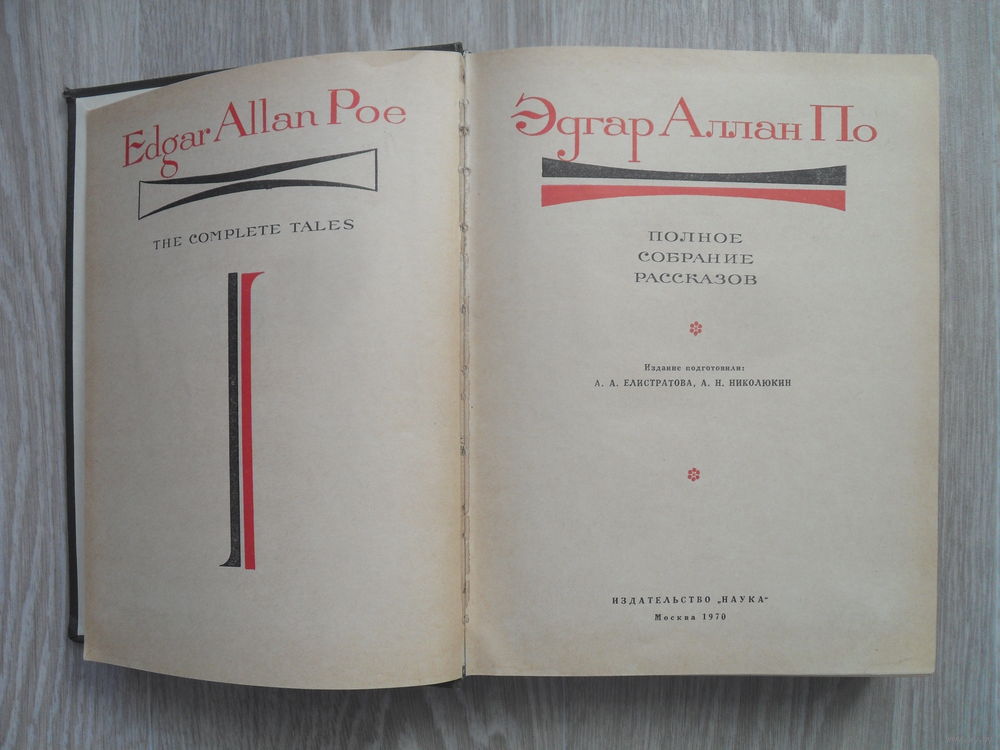 Edgar Allan Poe
THE COMPLETE TALES
Эдгар Аллан По
ПОЛНОЕ
СОБРАНИЕ
РАССКАЗОВ
Издание подготовили:
А. А. ЕЛИСТРАТОВА, А. Н. НИКОЛЮКИН
ИЗДАТЕЛЬСТВО „НАУКА“
Москва 1970